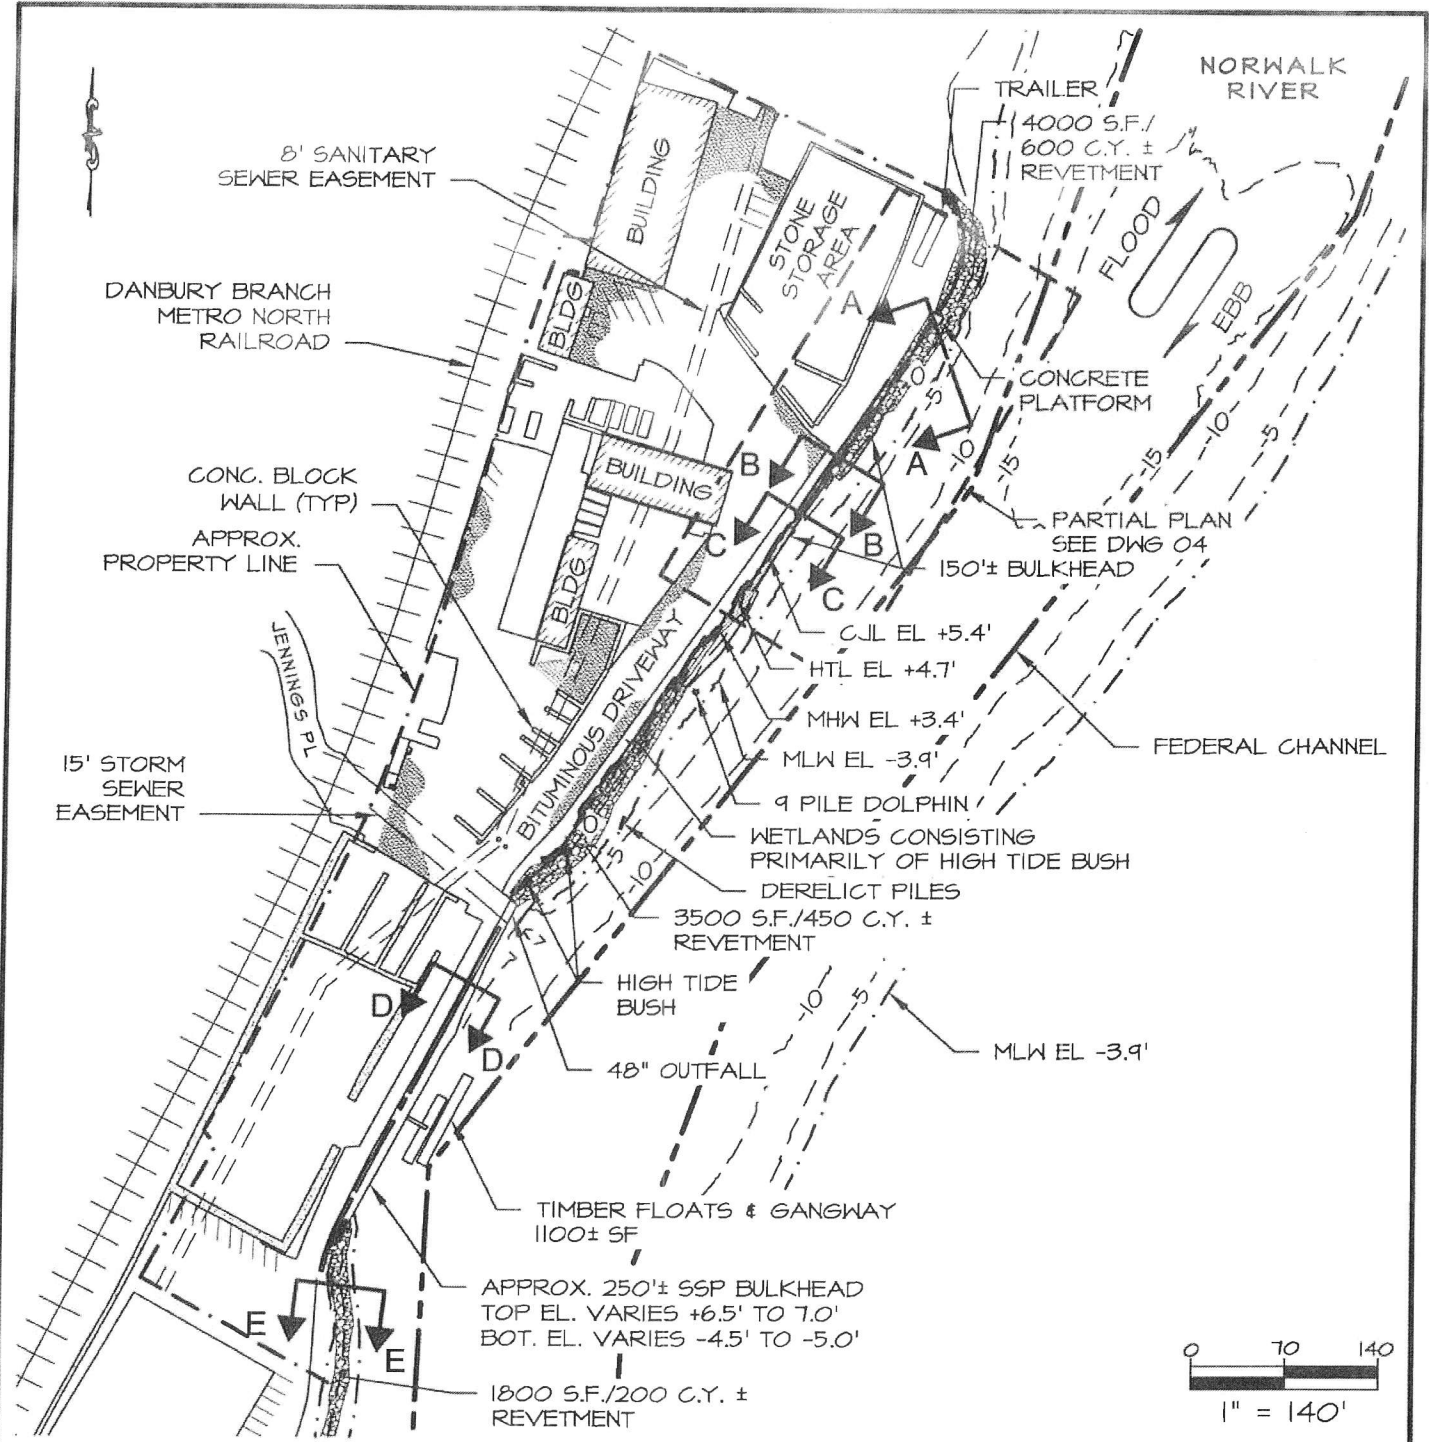 NORWALK
RIVER
TRAILER
4000 S.F./
600 C.Y. ±
REVETMENT
8' SANITARY
SEWER EASEMENT
BUILDING
STONE
STORAGE
AREA
FLOOD
EBB
DANBURY BRANCH
METRO NORTH
RAILROAD
BLDG
A
CONCRETE
PLATFORM
0
-5
-10
-15
-15
-10
-5
A
CONC. BLOCK
WALL (TYP)
BUILDING
B
C
B
C
PARTIAL PLAN
SEE DWG 04
150'± BULKHEAD
APPROX.
PROPERTY LINE
BLDG
CJL EL +5.4'
HTL EL +4.7'
JENNINGS PL
MHW EL +3.4'
BITUMINOUS DRIVEWAY
MLW EL -3.9'
FEDERAL CHANNEL
15' STORM
SEWER
EASEMENT
9 PILE DOLPHIN
WETLANDS CONSISTING
PRIMARILY OF HIGH TIDE BUSH
0
-5
-10
DERELICT PILES
3500 S.F./450 C.Y. ±
REVETMENT
HIGH TIDE
BUSH
-10
-5
D
D
48" OUTFALL
MLW EL -3.9'
TIMBER FLOATS & GANGWAY
1100± SF
APPROX. 250'± SSP BULKHEAD
TOP EL. VARIES +6.5' TO 7.0'
BOT. EL. VARIES -4.5' TO -5.0'
E
E
1800 S.F./200 C.Y. ±
REVETMENT
0 70 140
1" = 140'